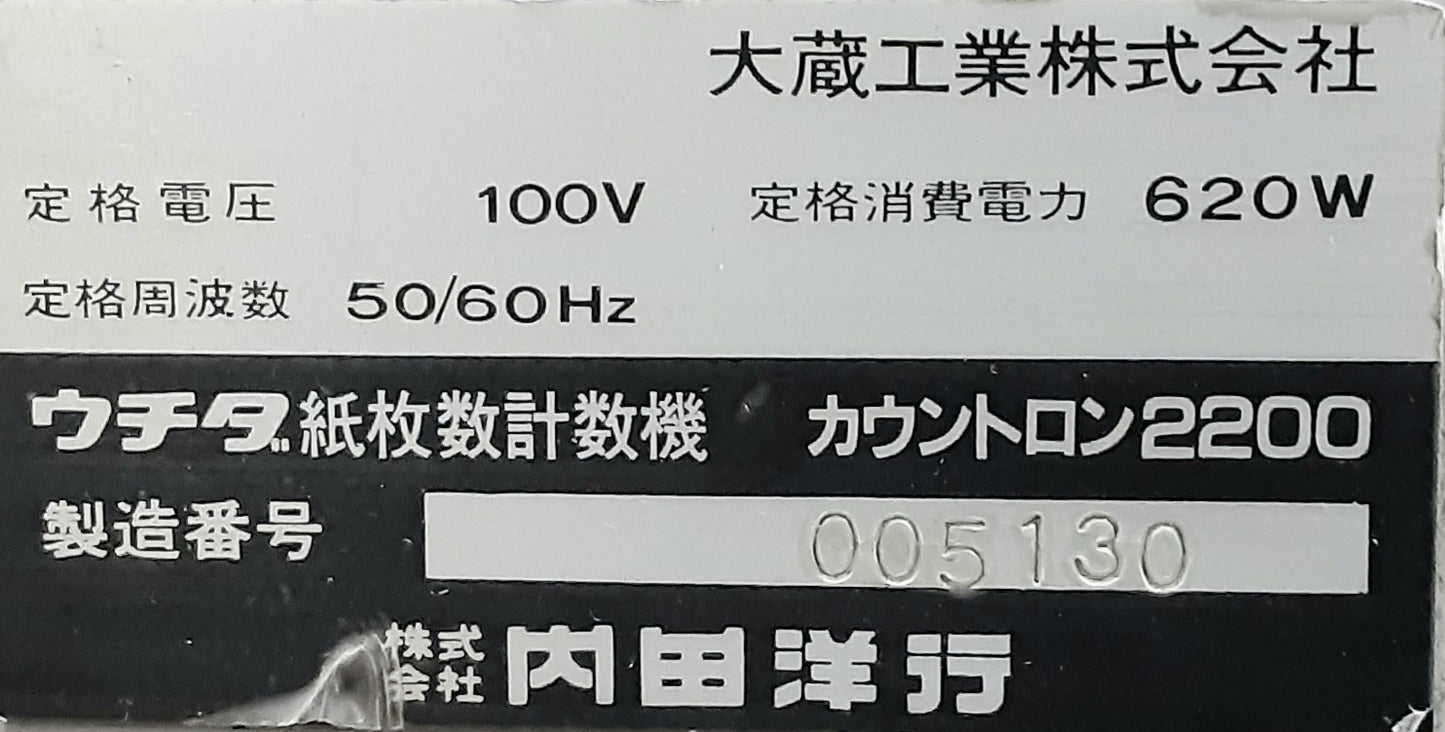 大蔵工業株式会社
定格電圧 100V 定格消費電力 620W
定格周波数 50/60Hz
ウチダ紙枚数計数機 カウントロン2200
製造番号 005130
株式会社 内田洋行